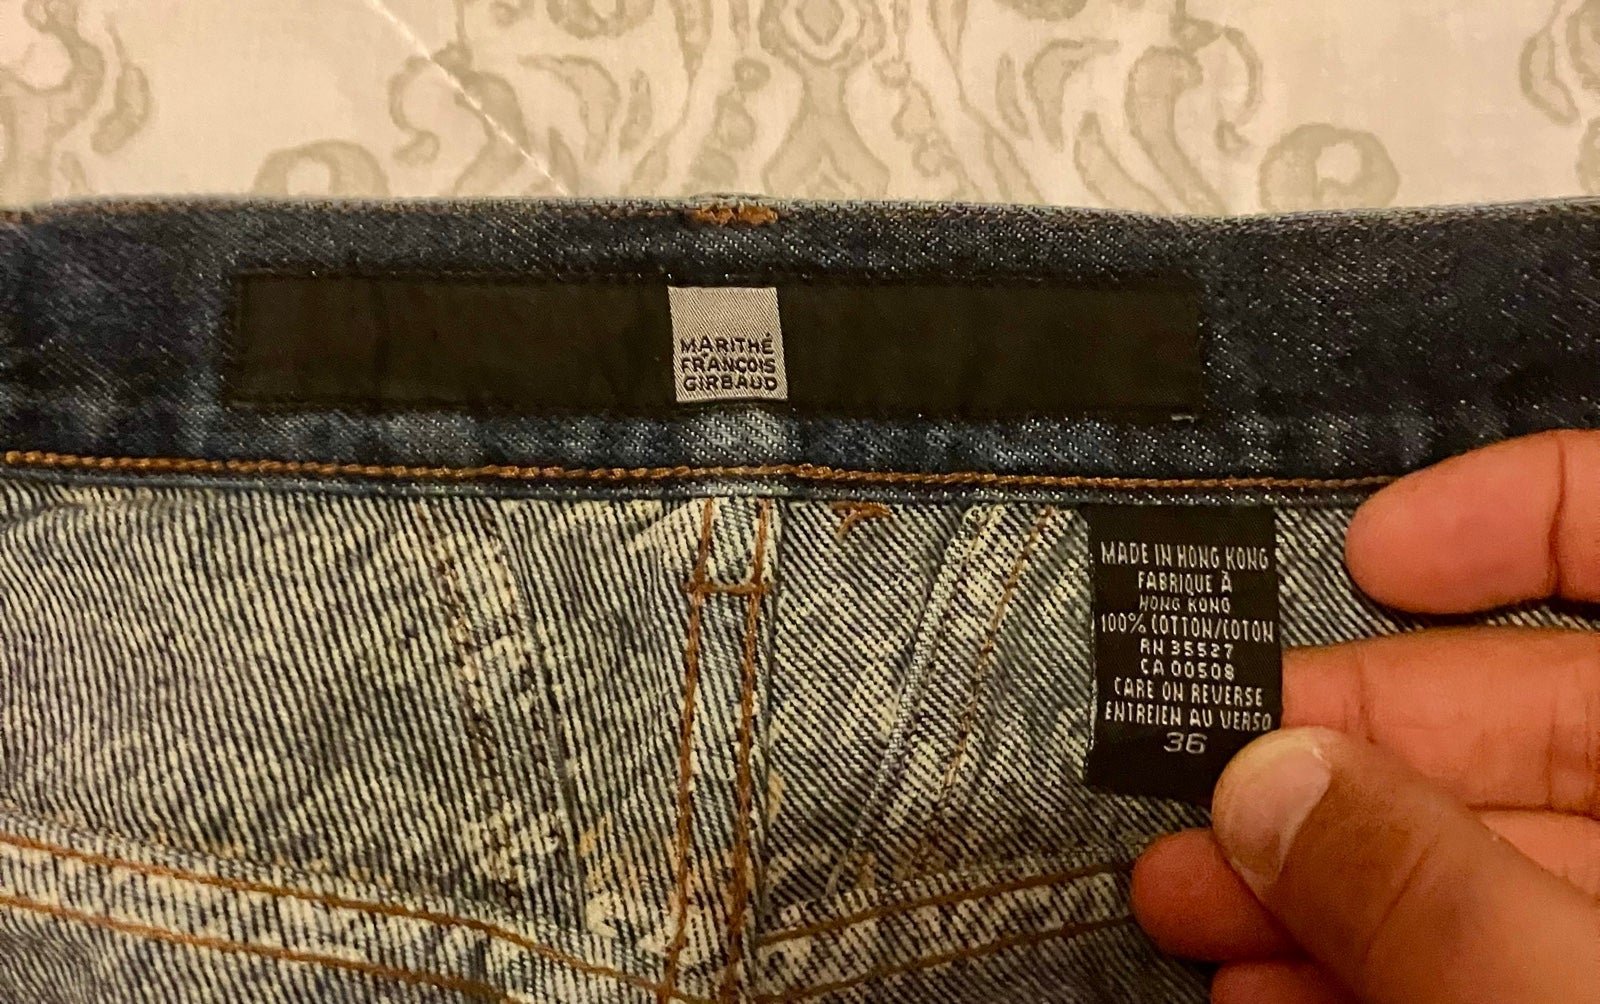 MARITHÉ
FRANÇOIS
GIRBAUD
MADE IN HONG KONG
FABRIQUE À
HONG KONG
100% COTTON/COTON
RN 35527
CA 00508
CARE ON REVERSE
ENTREIEN AU VERSO
36